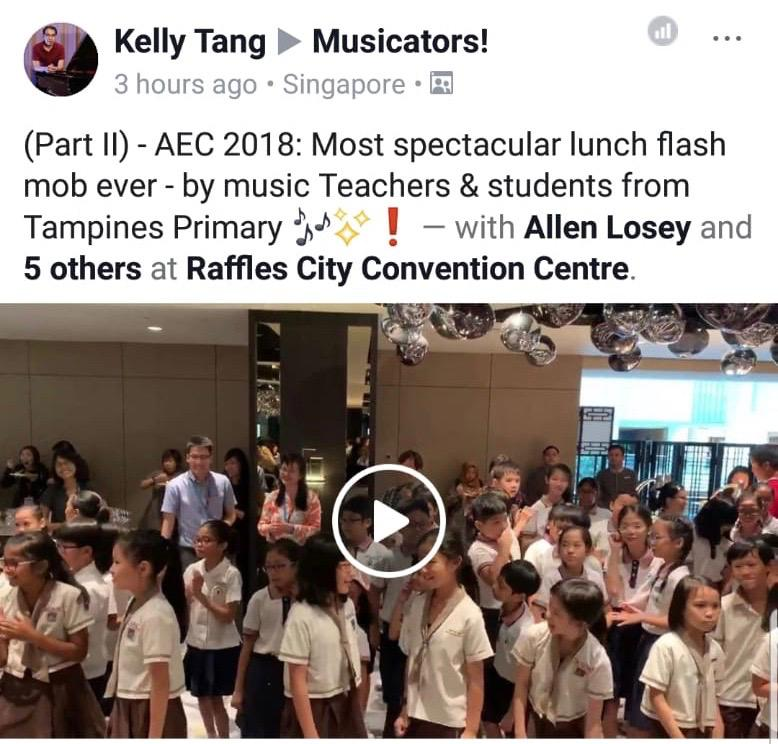 Kelly Tang ▶ Musicators!
3 hours ago • Singapore •
(Part II) - AEC 2018: Most spectacular lunch flash
mob ever - by music Teachers & students from
Tampines Primary 🎶✨❗ — with Allen Losey and
5 others at Raffles City Convention Centre.